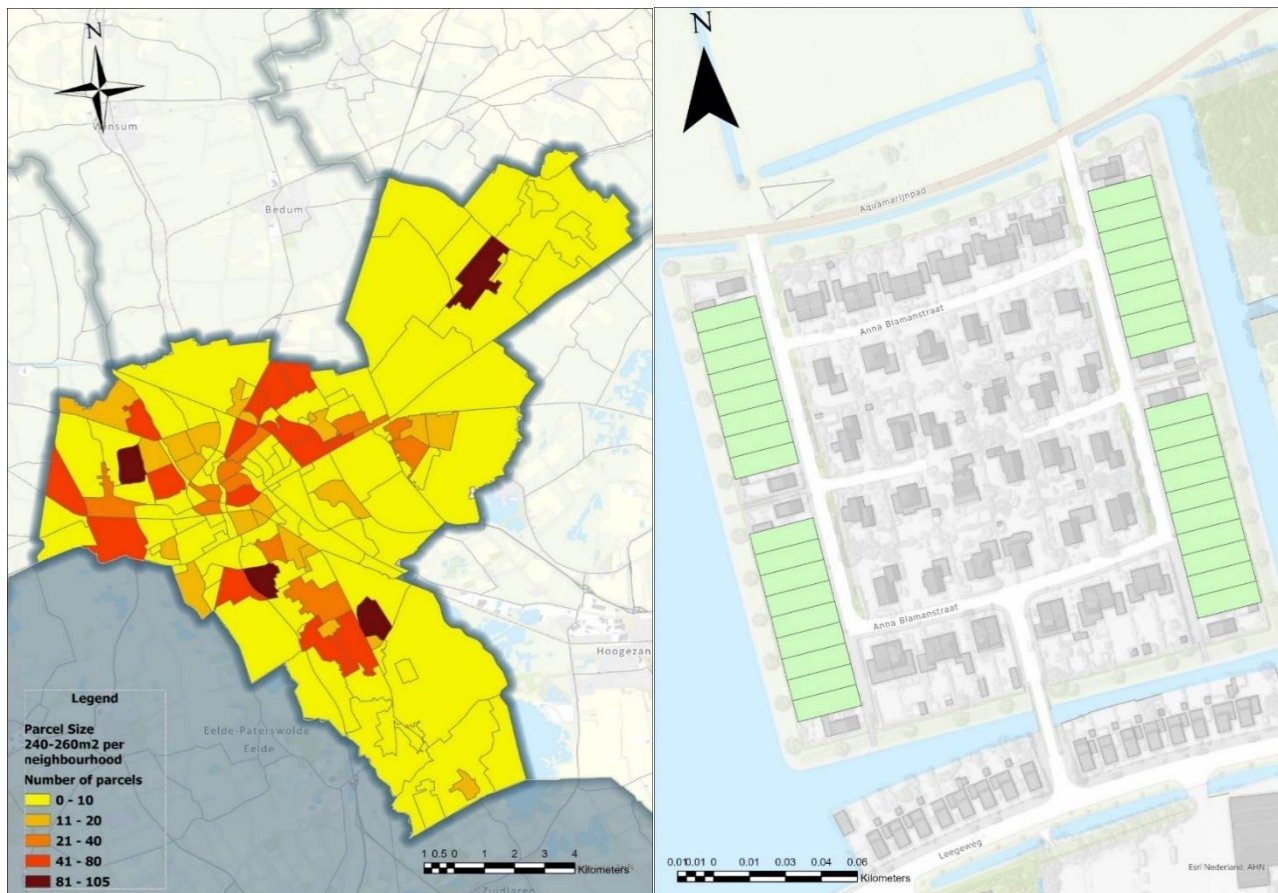 N
Winsum
Bedum
Hoogezan
Eelde-Paterswolde
Eelde
Legend
Parcel Size
240-260m2 per
neighbourhood
Number of parcels
0 - 10
11 - 20
21 - 40
41 - 80
81 - 105
1 0.5 0 1 2 3 4
Kilometers
AHN
Zuidlaren
N
Aquamarijnpad
Anna Blamanstraat
Anna Blamanstraat
Leegeweg
0.01 0.01 0 0.01 0.03 0.04 0.06
Kilometers
Esri Nederland, AHN